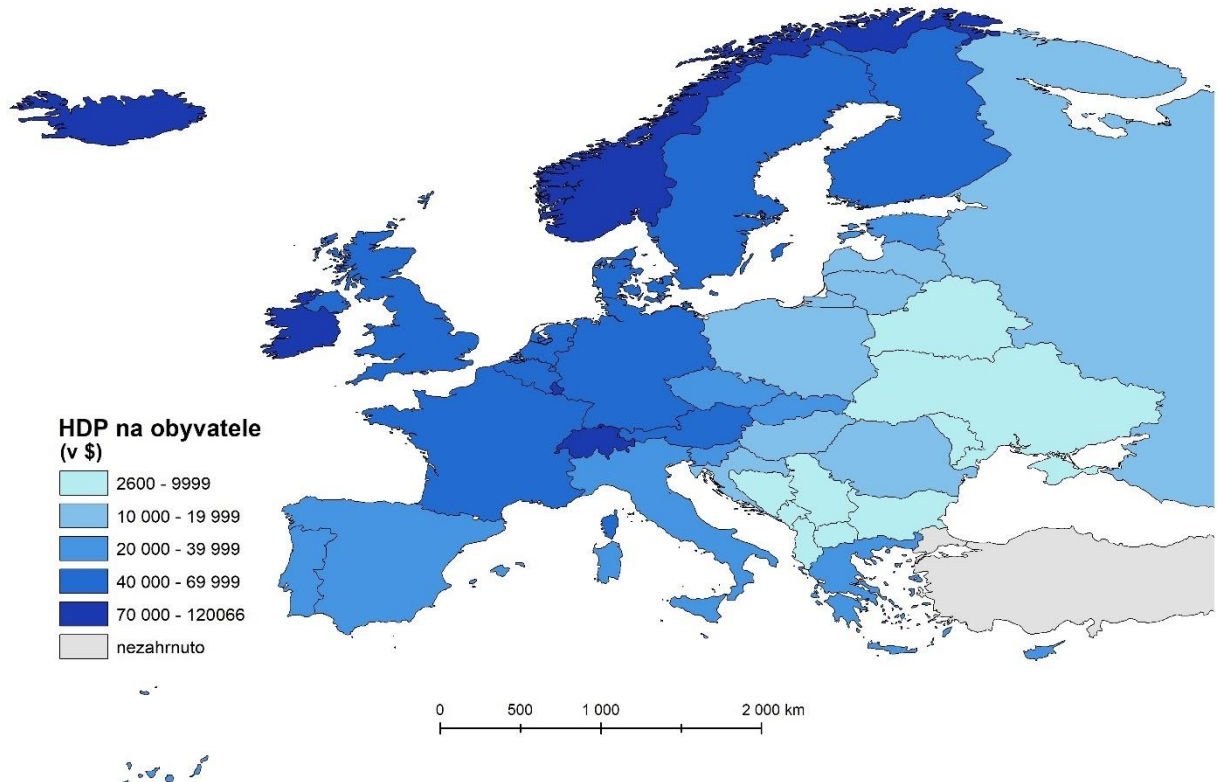 HDP na obyvatele
(v $)
2600 - 9999
10 000 - 19 999
20 000 - 39 999
40 000 - 69 999
70 000 - 120066
nezahrnuto
0 500 1 000 2 000 km